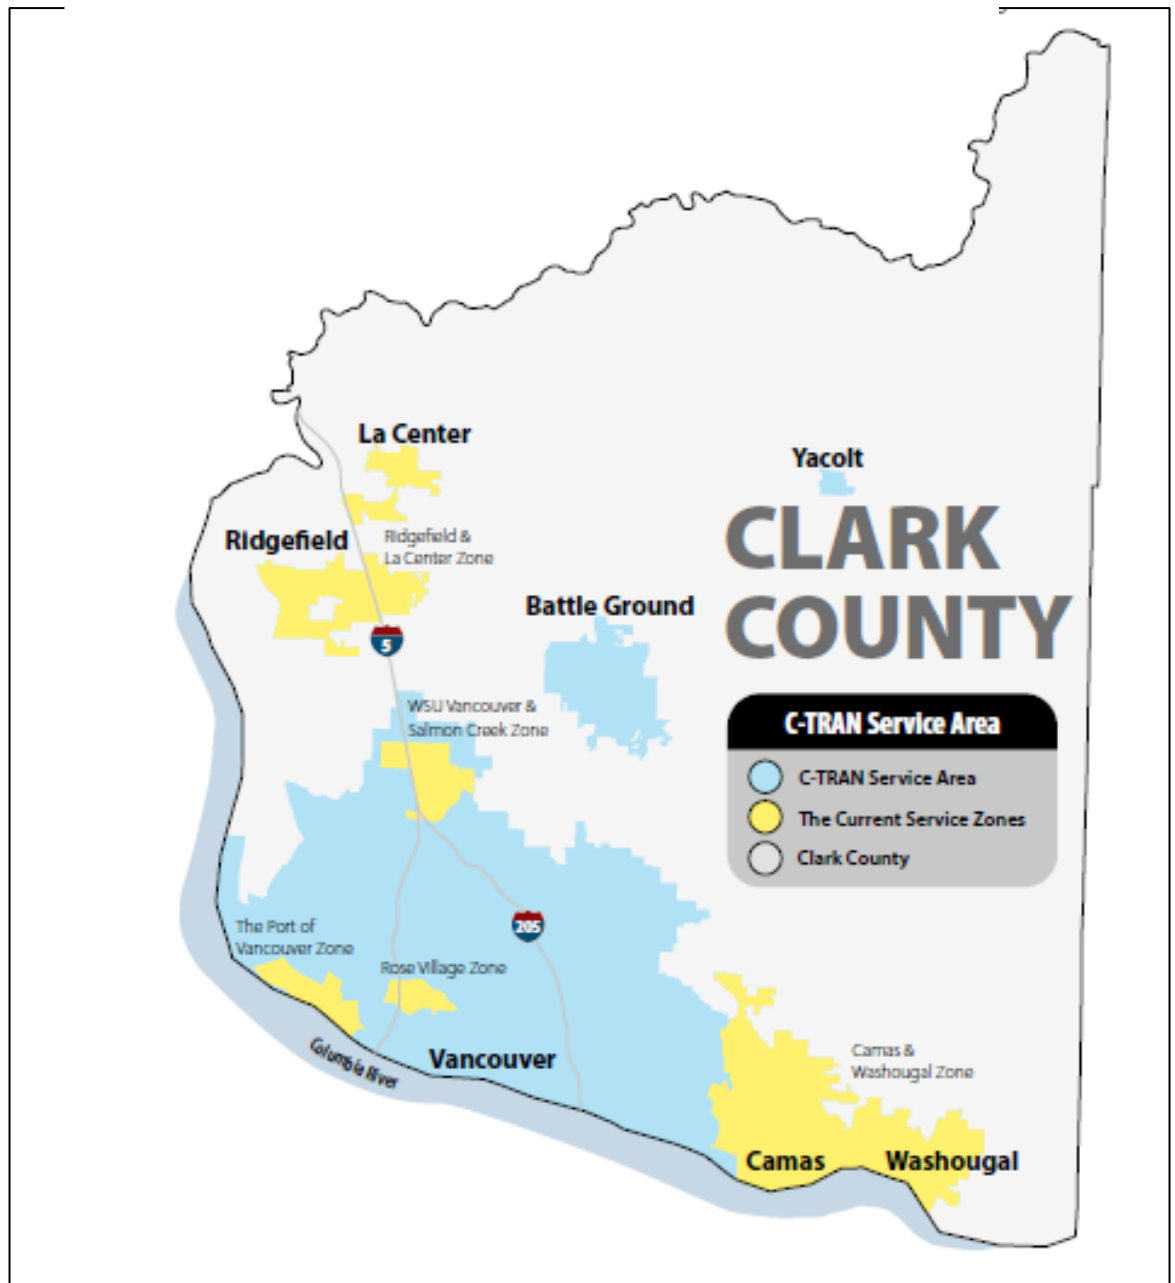 La Center
Yacolt
CLARK
COUNTY
Ridgefield
Ridgefield &
La Center Zone
Battle Ground
5
WSU Vancouver &
Salmon Creek Zone
C-TRAN Service Area
C-TRAN Service Area
The Current Service Zones
Clark County
205
The Port of
Vancouver Zone
Rose Village Zone
Columbia River
Vancouver
Camas &
Washougal Zone
Camas
Washougal